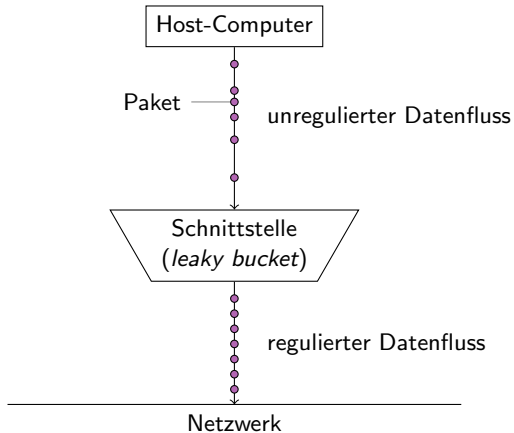 Host-Computer
Paket
unregulierter Datenfluss
Schnittstelle
(leaky bucket)
regulierter Datenfluss
Netzwerk